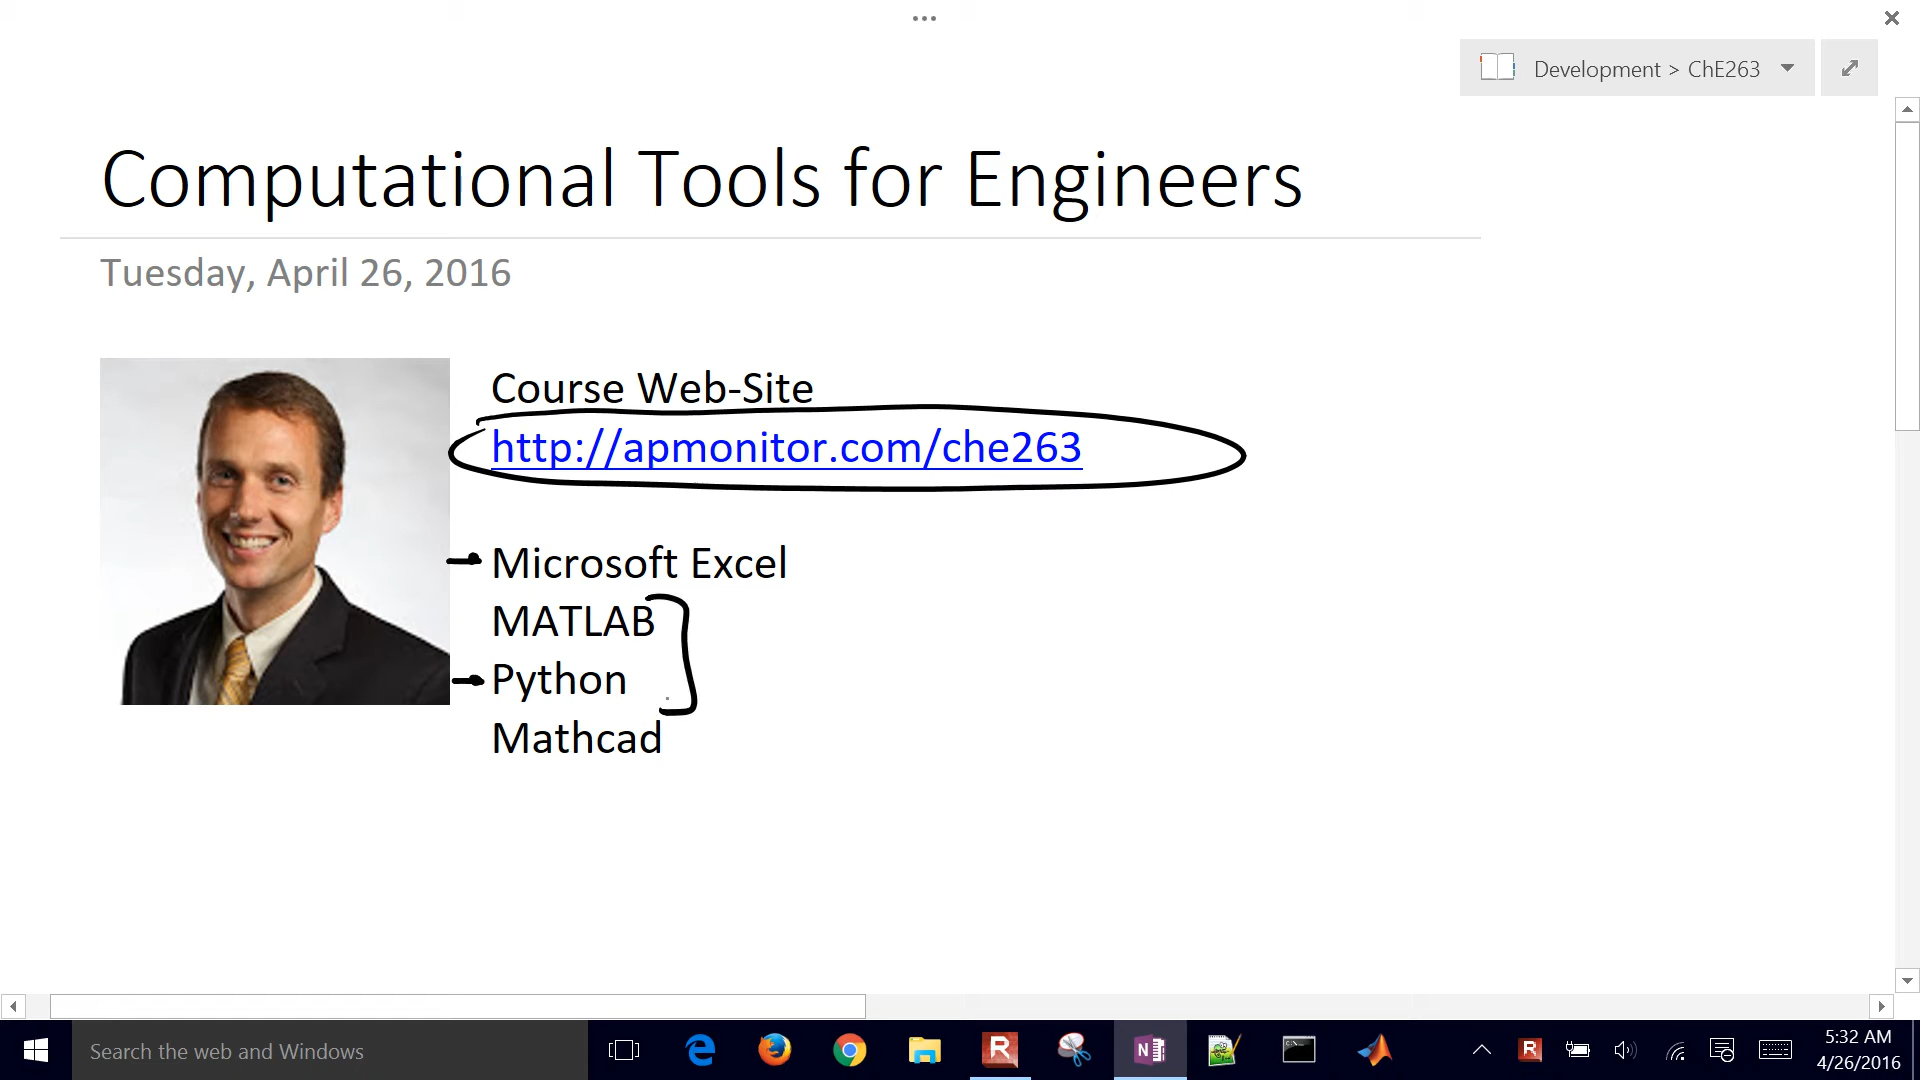 Development > ChE263
Computational Tools for Engineers
Tuesday, April 26, 2016
Course Web-Site
http://apmonitor.com/che263
Microsoft Excel
MATLAB
Python
Mathcad
Search the web and Windows
5:32 AM
4/26/2016